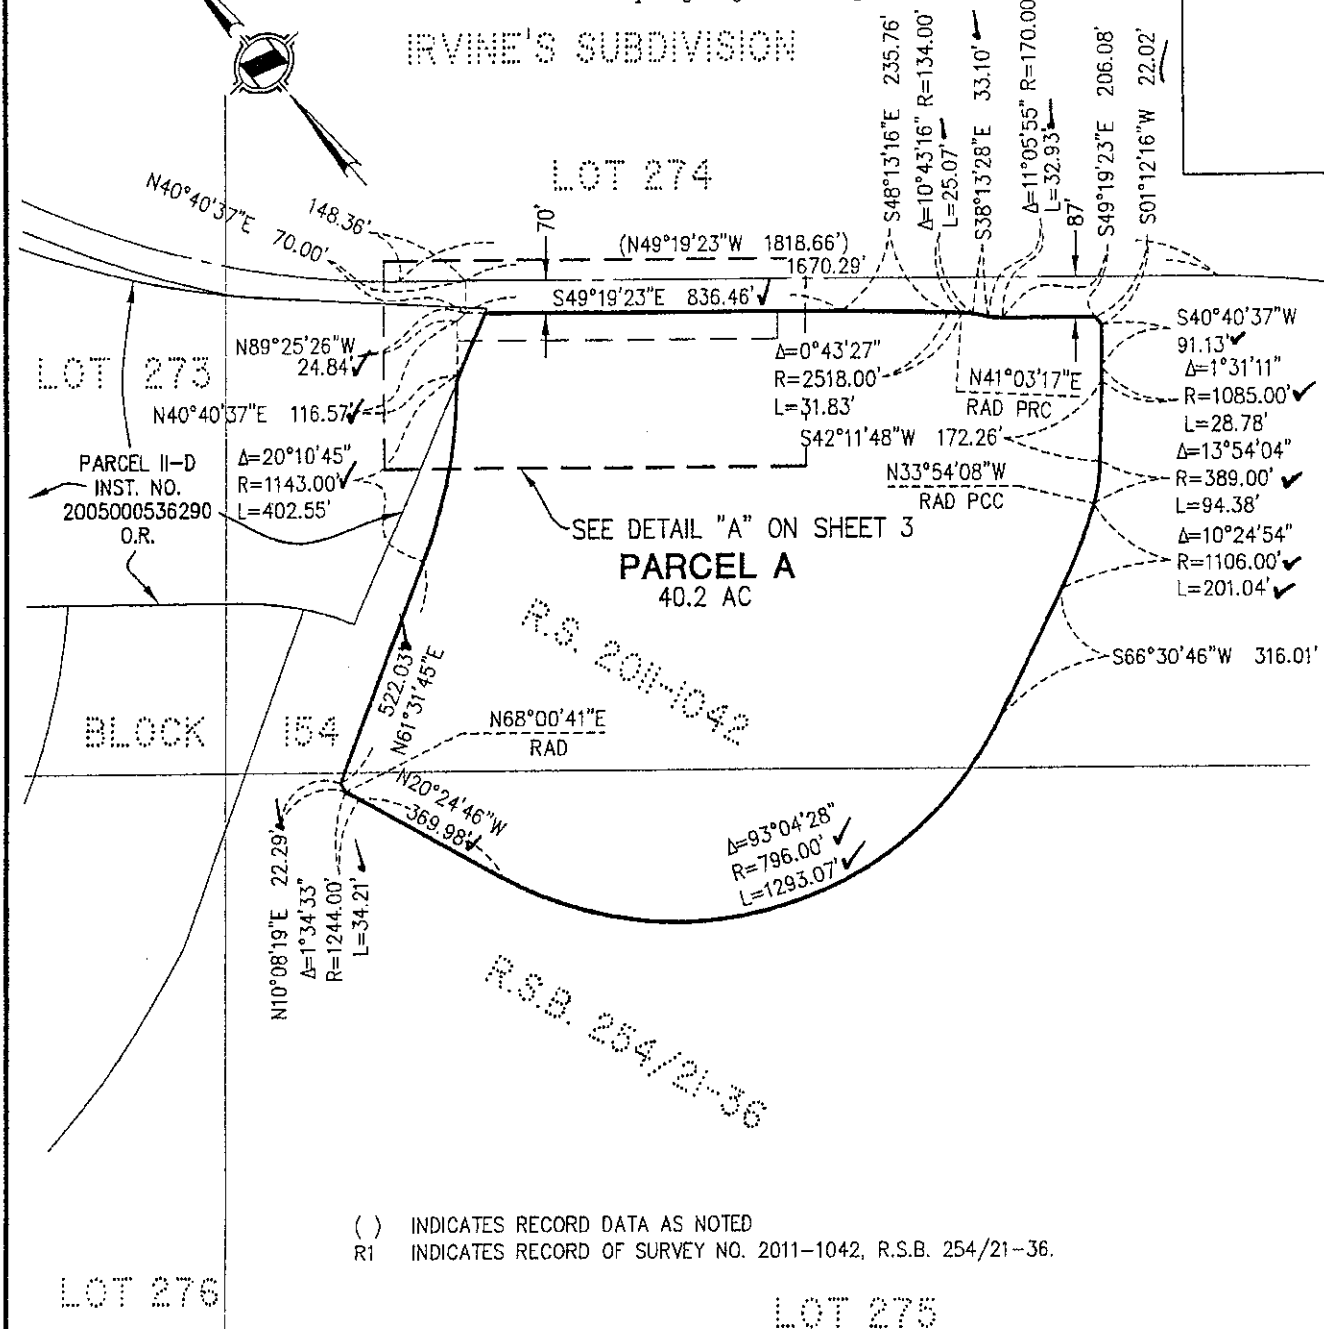 IRVINE'S SUBDIVISION
LOT 274
N40°40'37"E 70.00'
148.36'
70'
(N49°19'23"W 1818.66')
1670.29'
S49°19'23"E 836.46'
S48°13'16"E 235.76'
Δ=10°43'16" R=134.00'
L=25.07'
S38°13'28"E 33.10'
Δ=11°05'55" R=170.00
L=32.93'
87'
S49°19'23"E 206.08'
S01°12'16"W 22.02'
LOT 273
N89°25'26"W
24.84'
N40°40'37"E 116.57'
Δ=20°10'45"
R=1143.00'
L=402.55'
PARCEL II-D
INST. NO.
2005000536290
O.R.
Δ=0°43'27"
R=2518.00'
L=31.83'
N41°03'17"E
RAD PRC
S42°11'48"W 172.26'
N33°54'08"W
RAD PCC
S40°40'37"W
91.13'
Δ=1°31'11"
R=1085.00'
L=28.78'
Δ=13°54'04"
R=389.00'
L=94.38'
Δ=10°24'54"
R=1106.00'
L=201.04'
S66°30'46"W 316.01'
SEE DETAIL "A" ON SHEET 3
PARCEL A
40.2 AC
R.S. 2011-1042
BLOCK 154
522.03'
N61°31'45"E
N68°00'41"E
RAD
N20°24'46"W
369.98'
N10°08'19"E 22.29'
Δ=1°34'33"
R=1244.00'
L=34.21'
Δ=93°04'28"
R=796.00'
L=1293.07'
R.S.B. 254/21-36
( ) INDICATES RECORD DATA AS NOTED
R1 INDICATES RECORD OF SURVEY NO. 2011-1042, R.S.B. 254/21-36.
LOT 276
LOT 275